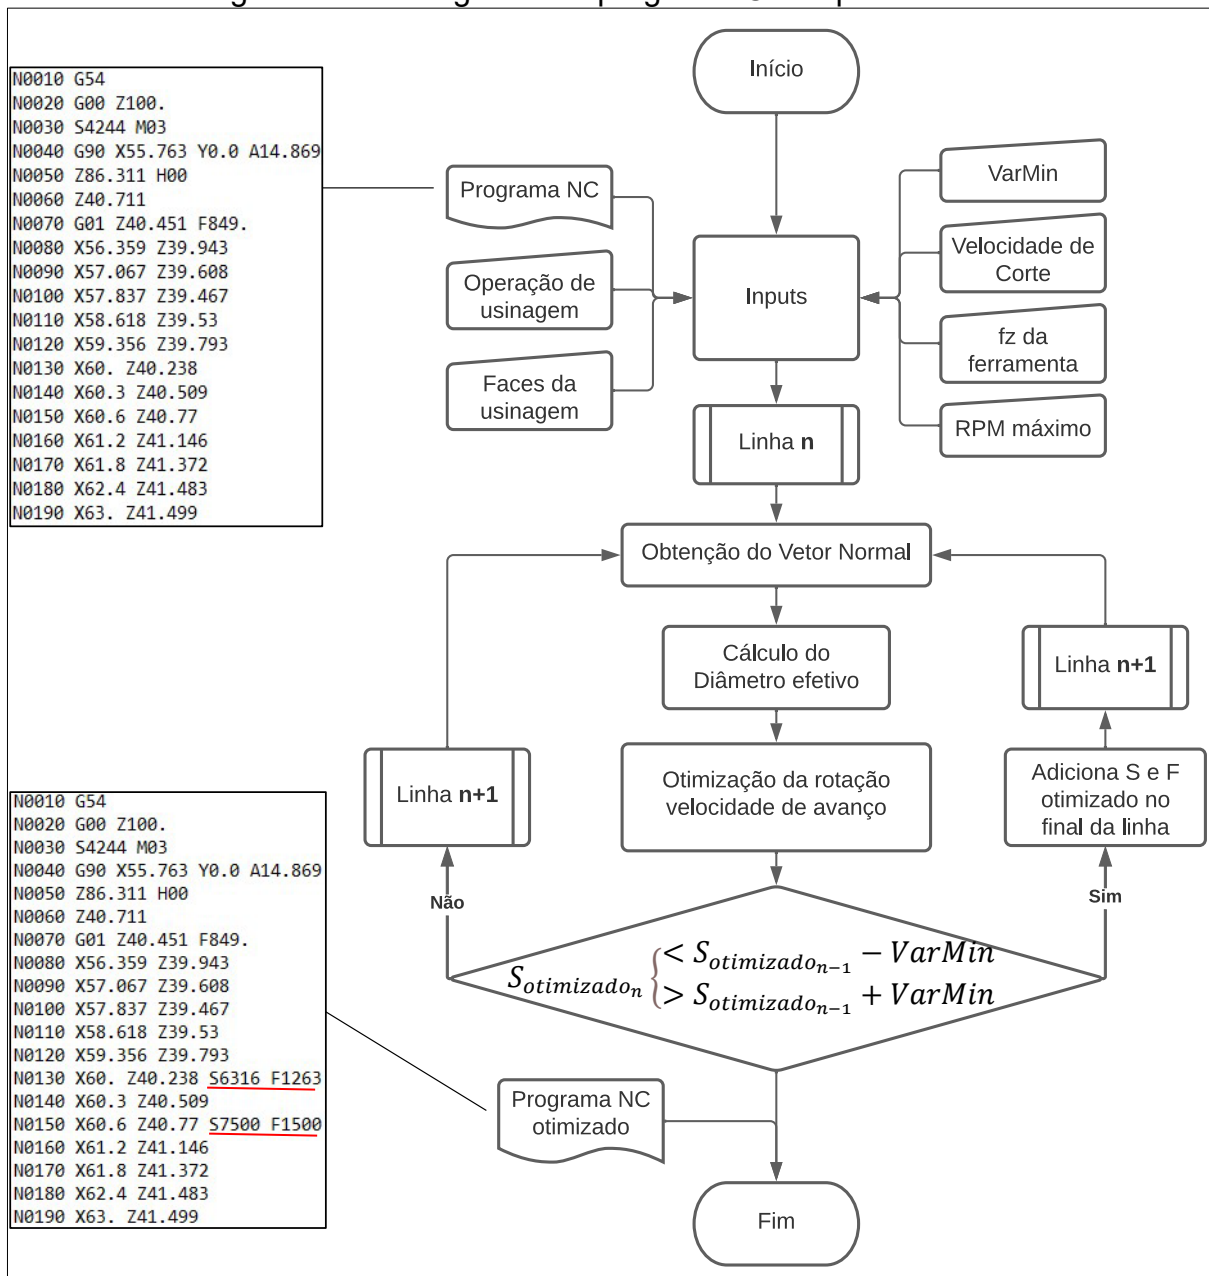 Início
N0010 G54
N0020 G00 Z100.
N0030 S4244 M03
N0040 G90 X55.763 Y0.0 A14.869
N0050 Z86.311 H00
N0060 Z40.711
N0070 G01 Z40.451 F849.
N0080 X56.359 Z39.943
N0090 X57.067 Z39.608
N0100 X57.837 Z39.467
N0110 X58.618 Z39.53
N0120 X59.356 Z39.793
N0130 X60. Z40.238
N0140 X60.3 Z40.509
N0150 X60.6 Z40.77
N0160 X61.2 Z41.146
N0170 X61.8 Z41.372
N0180 X62.4 Z41.483
N0190 X63. Z41.499
Programa NC
Operação de
usinagem
Faces da
usinagem
Inputs
VarMin
Velocidade de
Corte
fz da
ferramenta
RPM máximo
Linha n
Obtenção do Vetor Normal
Cálculo do
Diâmetro efetivo
Otimização da rotação
velocidade de avanço
Linha n+1
Linha n+1
Adiciona S e F
otimizado no
final da linha
Não
Sim
S_{otimizado_n} { < S_{otimizado_{n-1}} − VarMin
> S_{otimizado_{n-1}} + VarMin
N0010 G54
N0020 G00 Z100.
N0030 S4244 M03
N0040 G90 X55.763 Y0.0 A14.869
N0050 Z86.311 H00
N0060 Z40.711
N0070 G01 Z40.451 F849.
N0080 X56.359 Z39.943
N0090 X57.067 Z39.608
N0100 X57.837 Z39.467
N0110 X58.618 Z39.53
N0120 X59.356 Z39.793
N0130 X60. Z40.238 S6316 F1263
N0140 X60.3 Z40.509
N0150 X60.6 Z40.77 S7500 F1500
N0160 X61.2 Z41.146
N0170 X61.8 Z41.372
N0180 X62.4 Z41.483
N0190 X63. Z41.499
Programa NC
otimizado
Fim